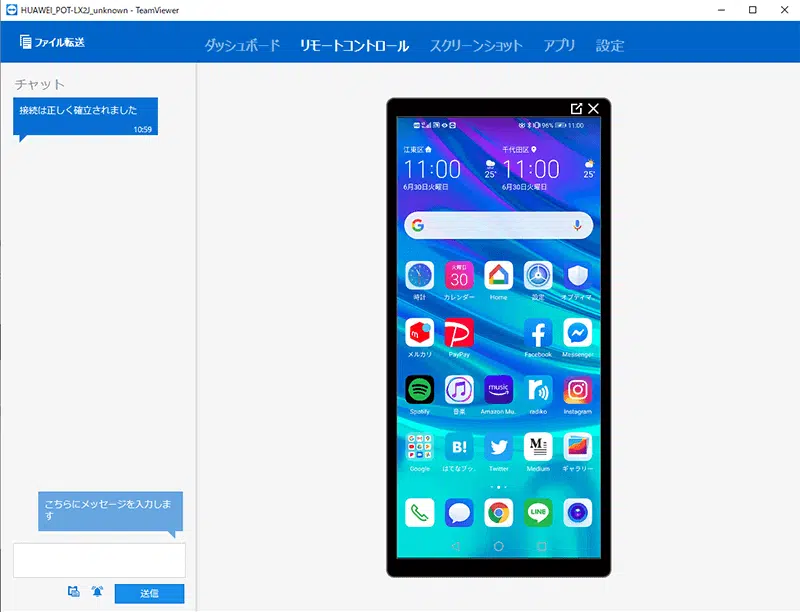 HUAWEI_POT-LX2J_unknown - TeamViewer
ファイル転送
ダッシュボード
リモートコントロール
スクリーンショット
アプリ
設定
チャット
接続は正しく確立されました
10:59
96%
11:00
江東区
千代田区
11:00
25°
11:00
25°
6月30日火曜日
6月30日火曜日
火曜日
30
時計
カレンダー
Home
設定
オプティマ
メルカリ
PayPay
Facebook
Messenger
music
Spotify
音楽
Amazon Mu.
radiko
Instagram
B!
M
Google
はてなブッ.
Twitter
Medium
ギャラリー
LINE
こちらにメッセージを入力しま
す
送信